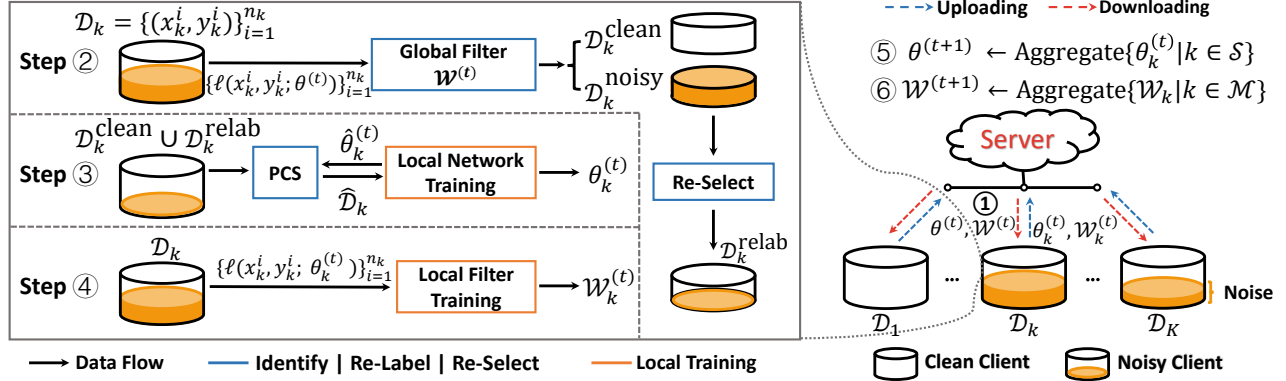 𝒟_k = {(x_k^i, y_k^i)}_{i=1}^{n_k}
Step ②
{ℓ(x_k^i, y_k^i; θ^(t))}_{i=1}^{n_k}
Global Filter
𝒲^(t)
𝒟_k^clean
𝒟_k^noisy
𝒟_k^clean ∪ 𝒟_k^relab
Step ③
PCS
θ̂_k^(t)
𝒟̂_k
Local Network
Training
θ_k^(t)
Re-Select
𝒟_k^relab
𝒟_k
Step ④
{ℓ(x_k^i, y_k^i; θ_k^(t))}_{i=1}^{n_k}
Local Filter
Training
𝒲_k^(t)
Data Flow
Identify | Re-Label | Re-Select
Local Training
Uploading
Downloading
⑤ θ^(t+1) ← Aggregate{θ_k^(t)|k ∈ 𝒮}
⑥ 𝒲^(t+1) ← Aggregate{𝒲_k|k ∈ ℳ}
Server
①
θ^(t), 𝒲^(t)
θ_k^(t), 𝒲_k^(t)
...
...
Noise
𝒟_1
𝒟_k
𝒟_K
Clean Client
Noisy Client